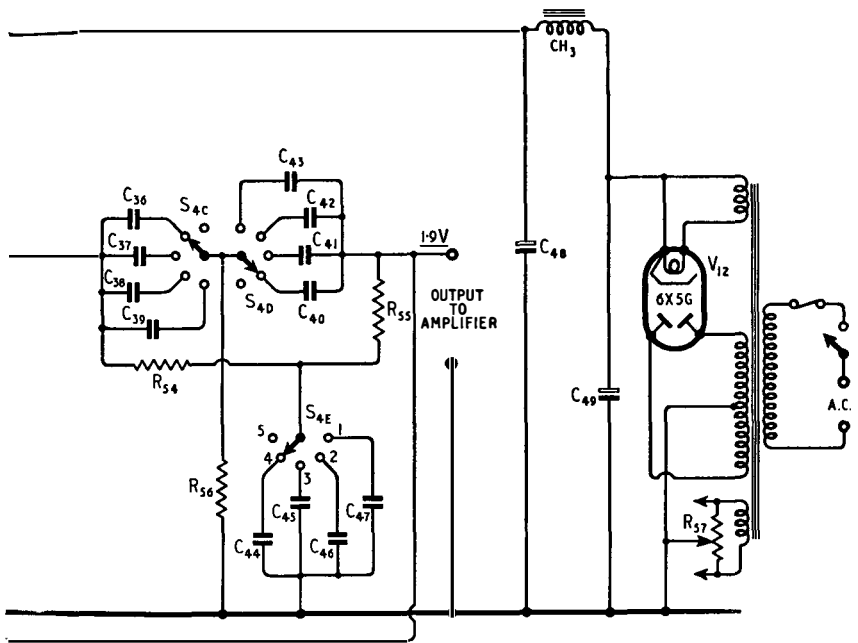 CH3
C43
C36
S4C
C42
C37
C41
1·9V
C48
V12
C38
S4D
C40
R55
OUTPUT
TO
AMPLIFIER
6X5G
C39
R54
C49
A.C.
S4E
5
1
4
2
3
R56
C45
C47
R57
C44
C46